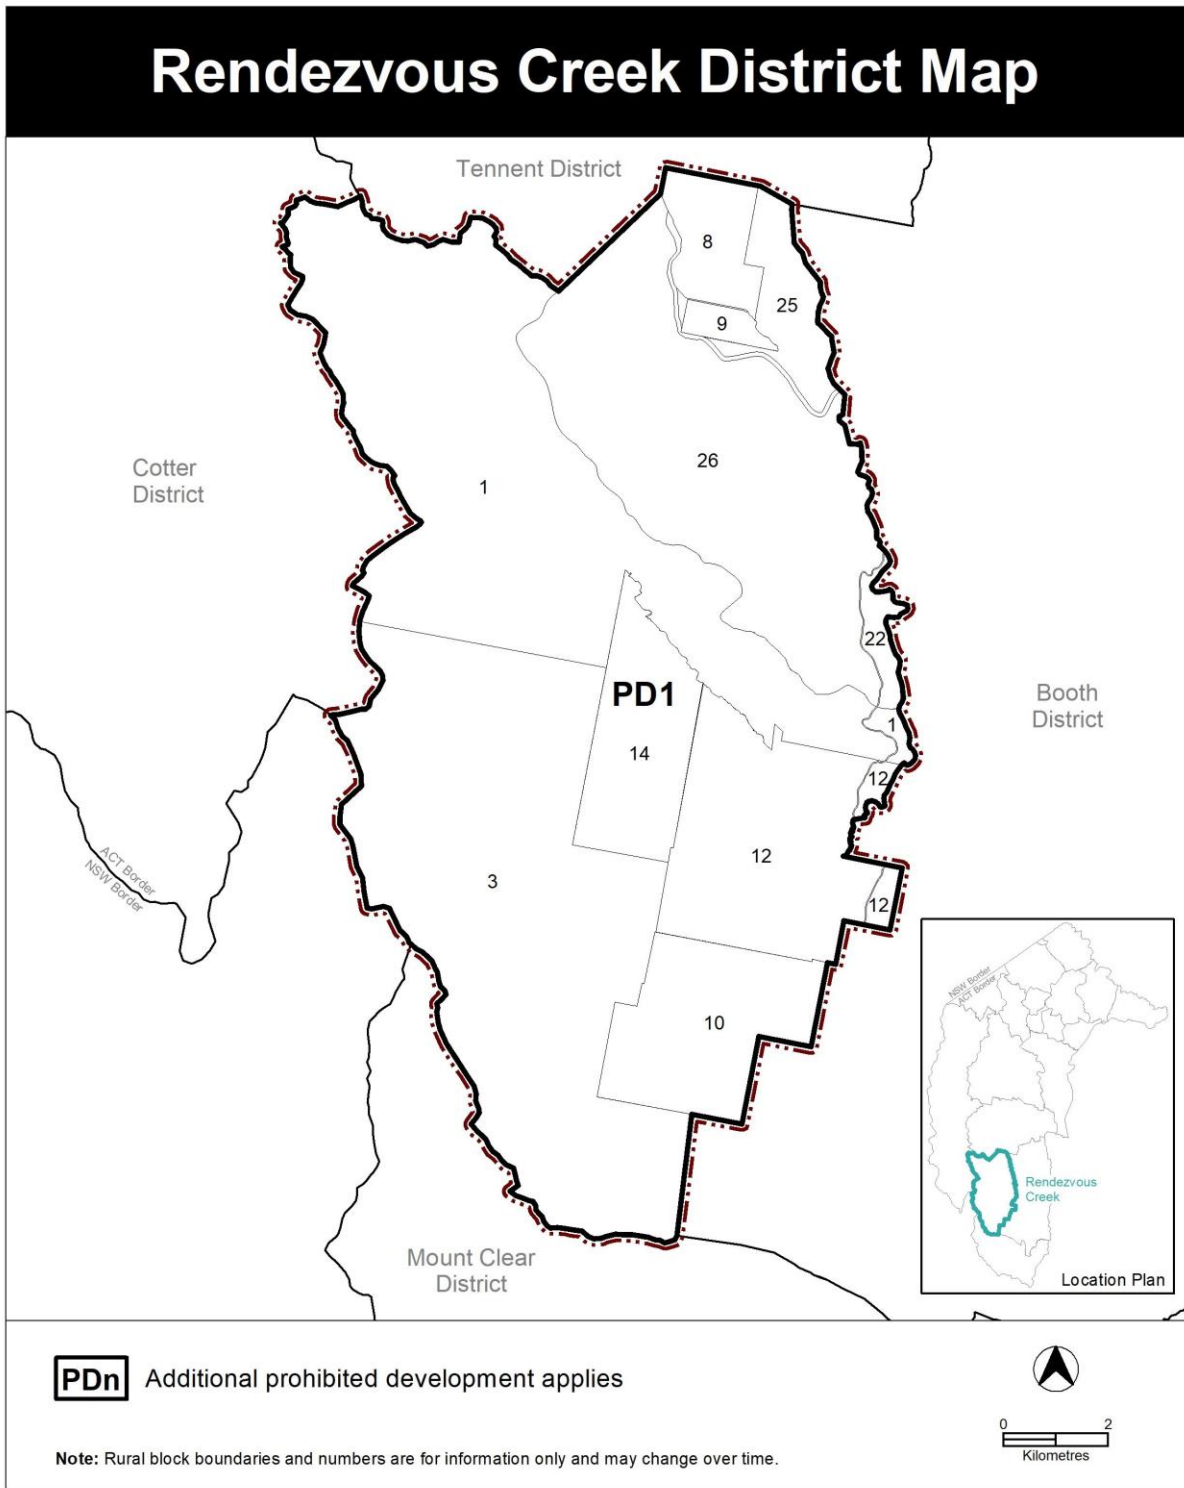 Rendezvous Creek District Map
Tennent District
8
25
9
Cotter
District
26
1
22
PD1
Booth
District
1
14
12
ACT Border
NSW Border
12
3
12
NSW Border
ACT Border
10
Rendezvous
Creek
Mount Clear
District
Location Plan
PDn Additional prohibited development applies
0 2
Kilometres
Note: Rural block boundaries and numbers are for information only and may change over time.